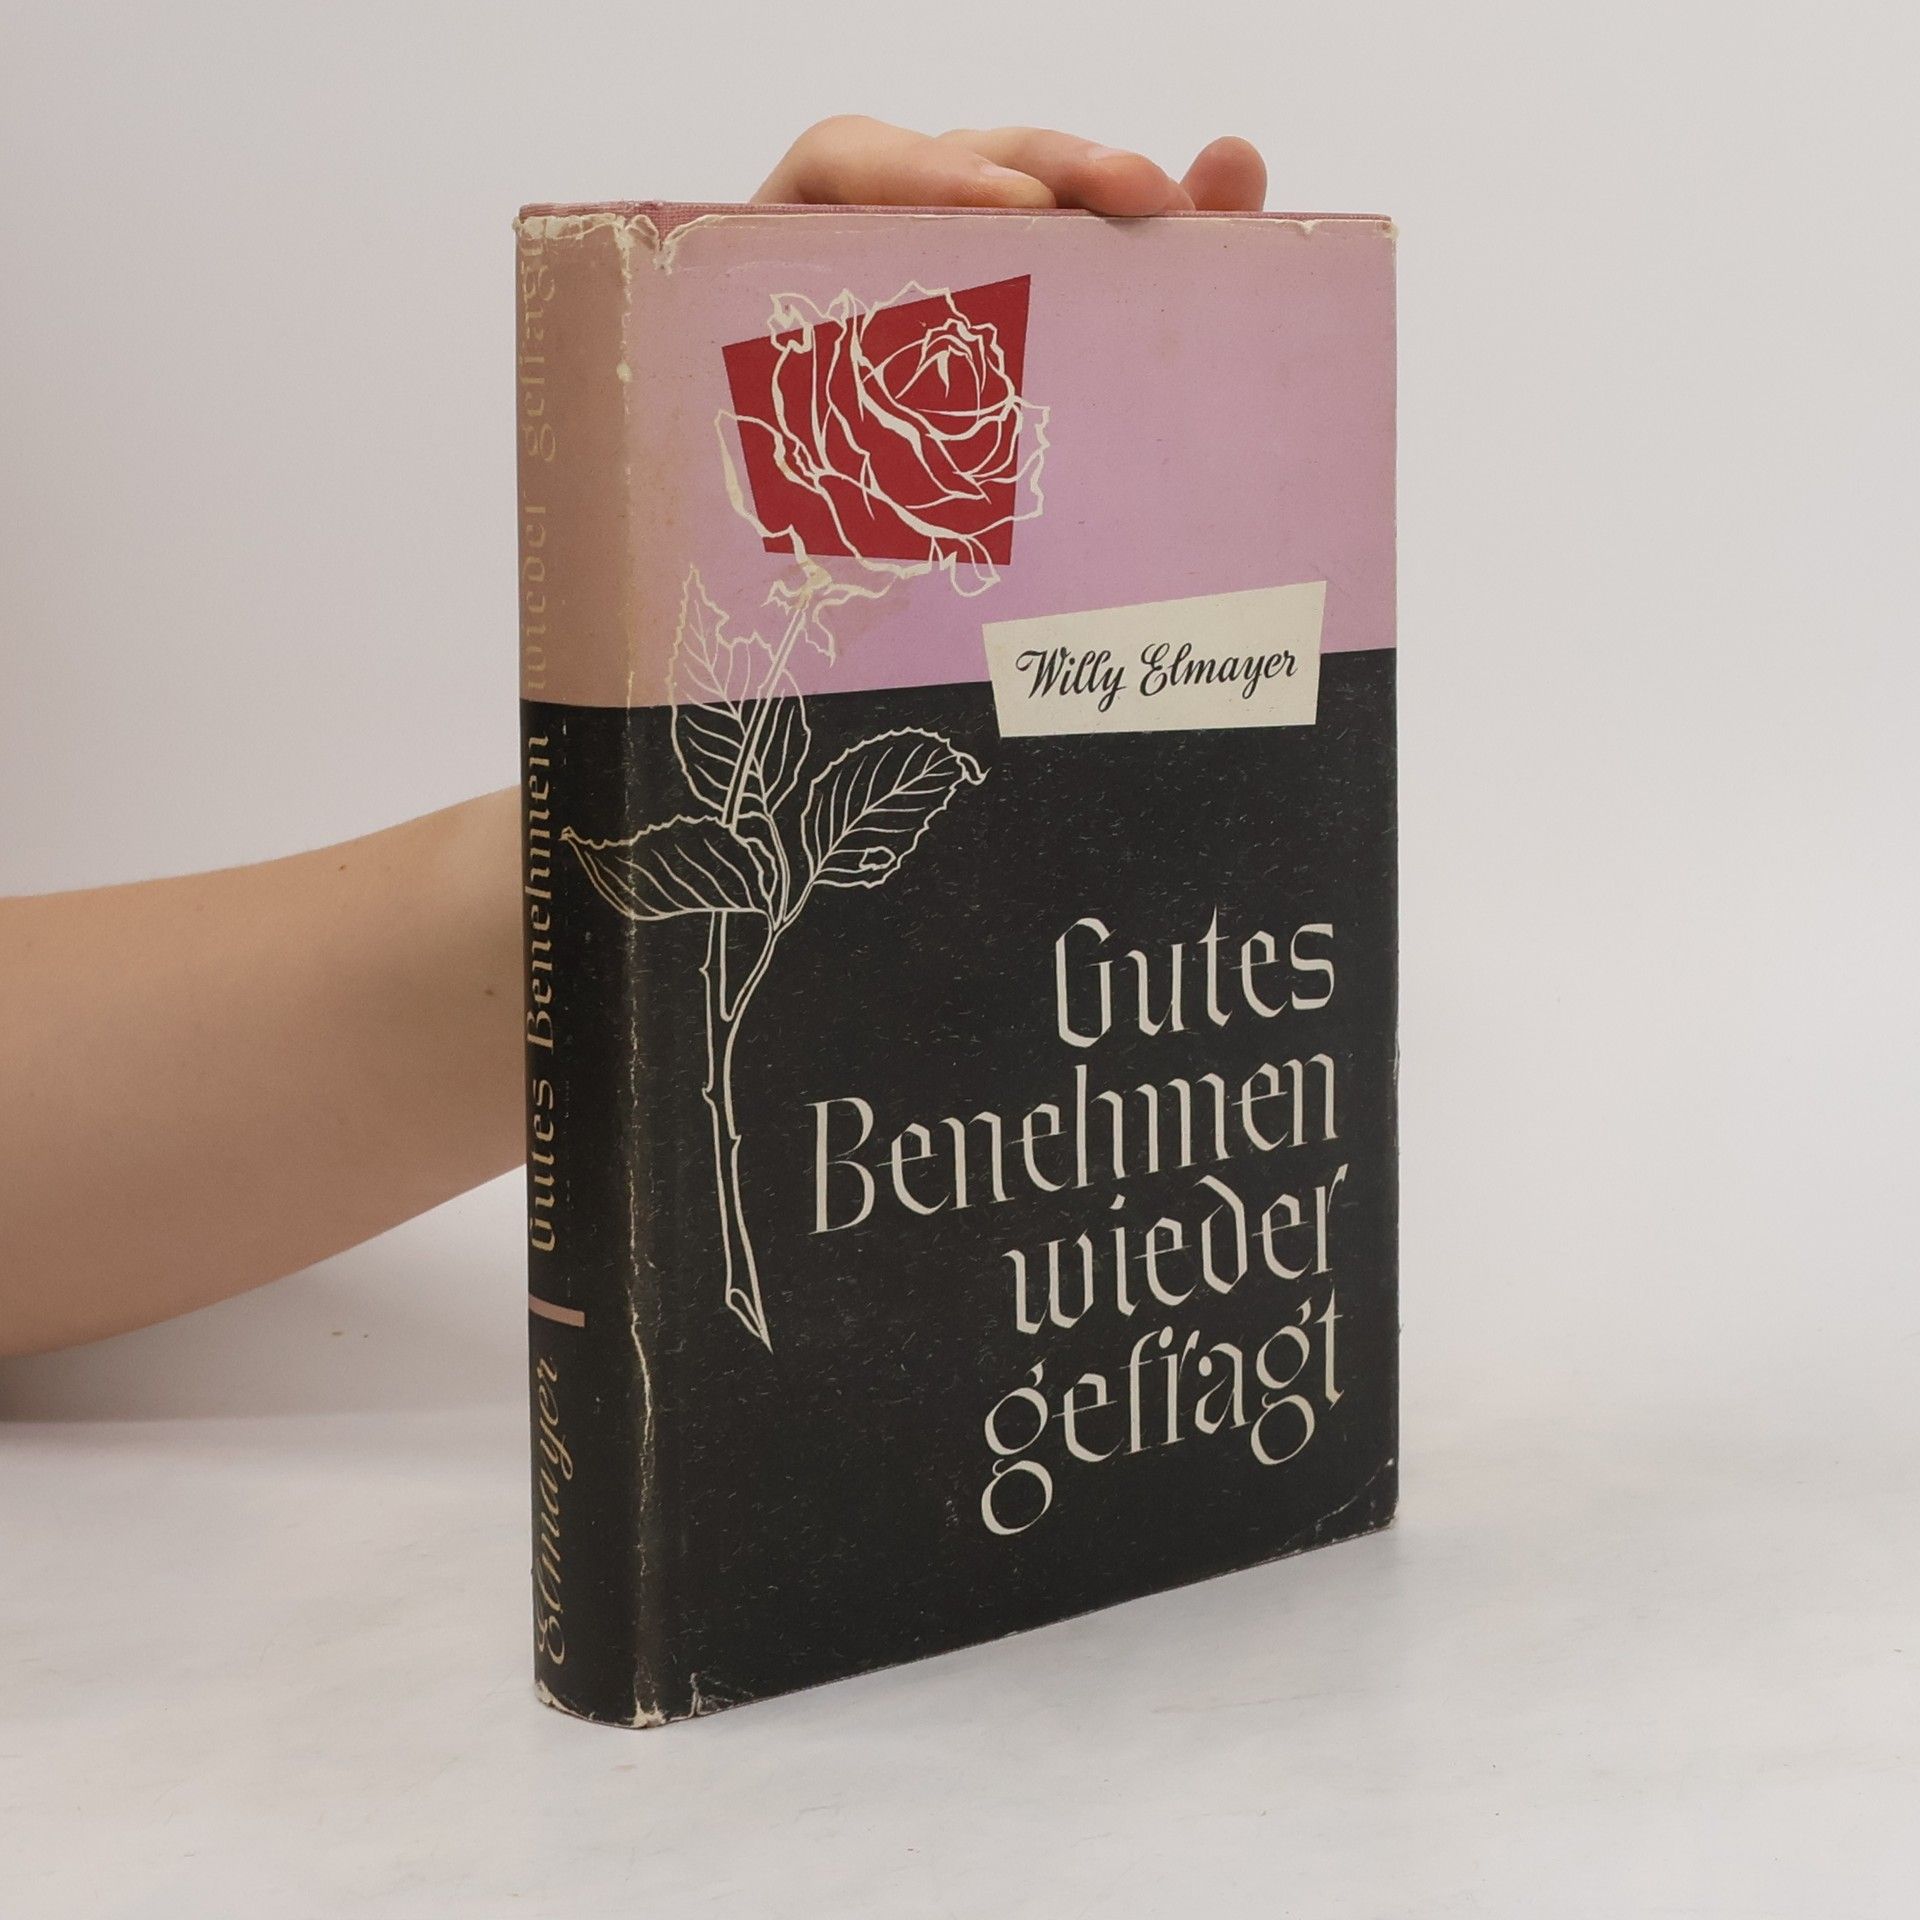 Willy Elmayer
Gutes
Benehmen
wieder
gefragt
Elmayer
Gutes Benehmen wieder gefragt